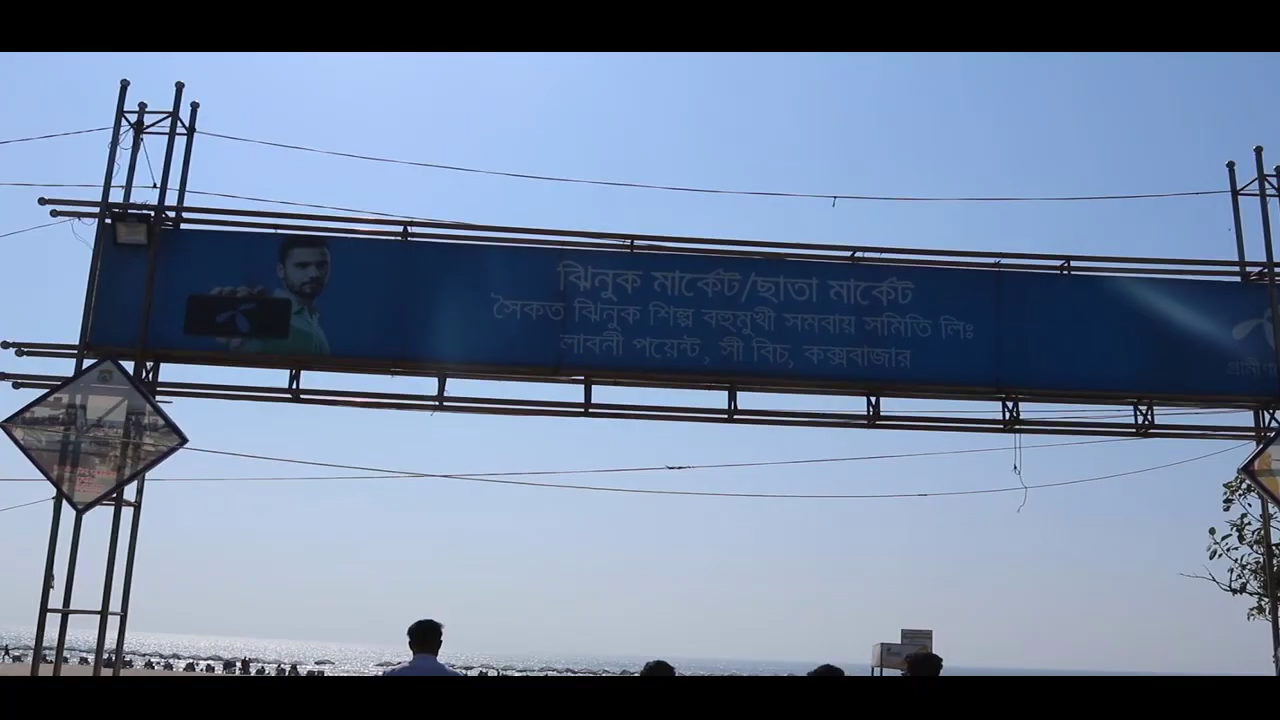 ঝিনুক মার্কেট/ছাতা মার্কেট
সৈকত ঝিনুক শিল্প বহুমুখী সমবায় সমিতি লিঃ
লাবনী পয়েন্ট, সী বিচ, কক্সবাজার